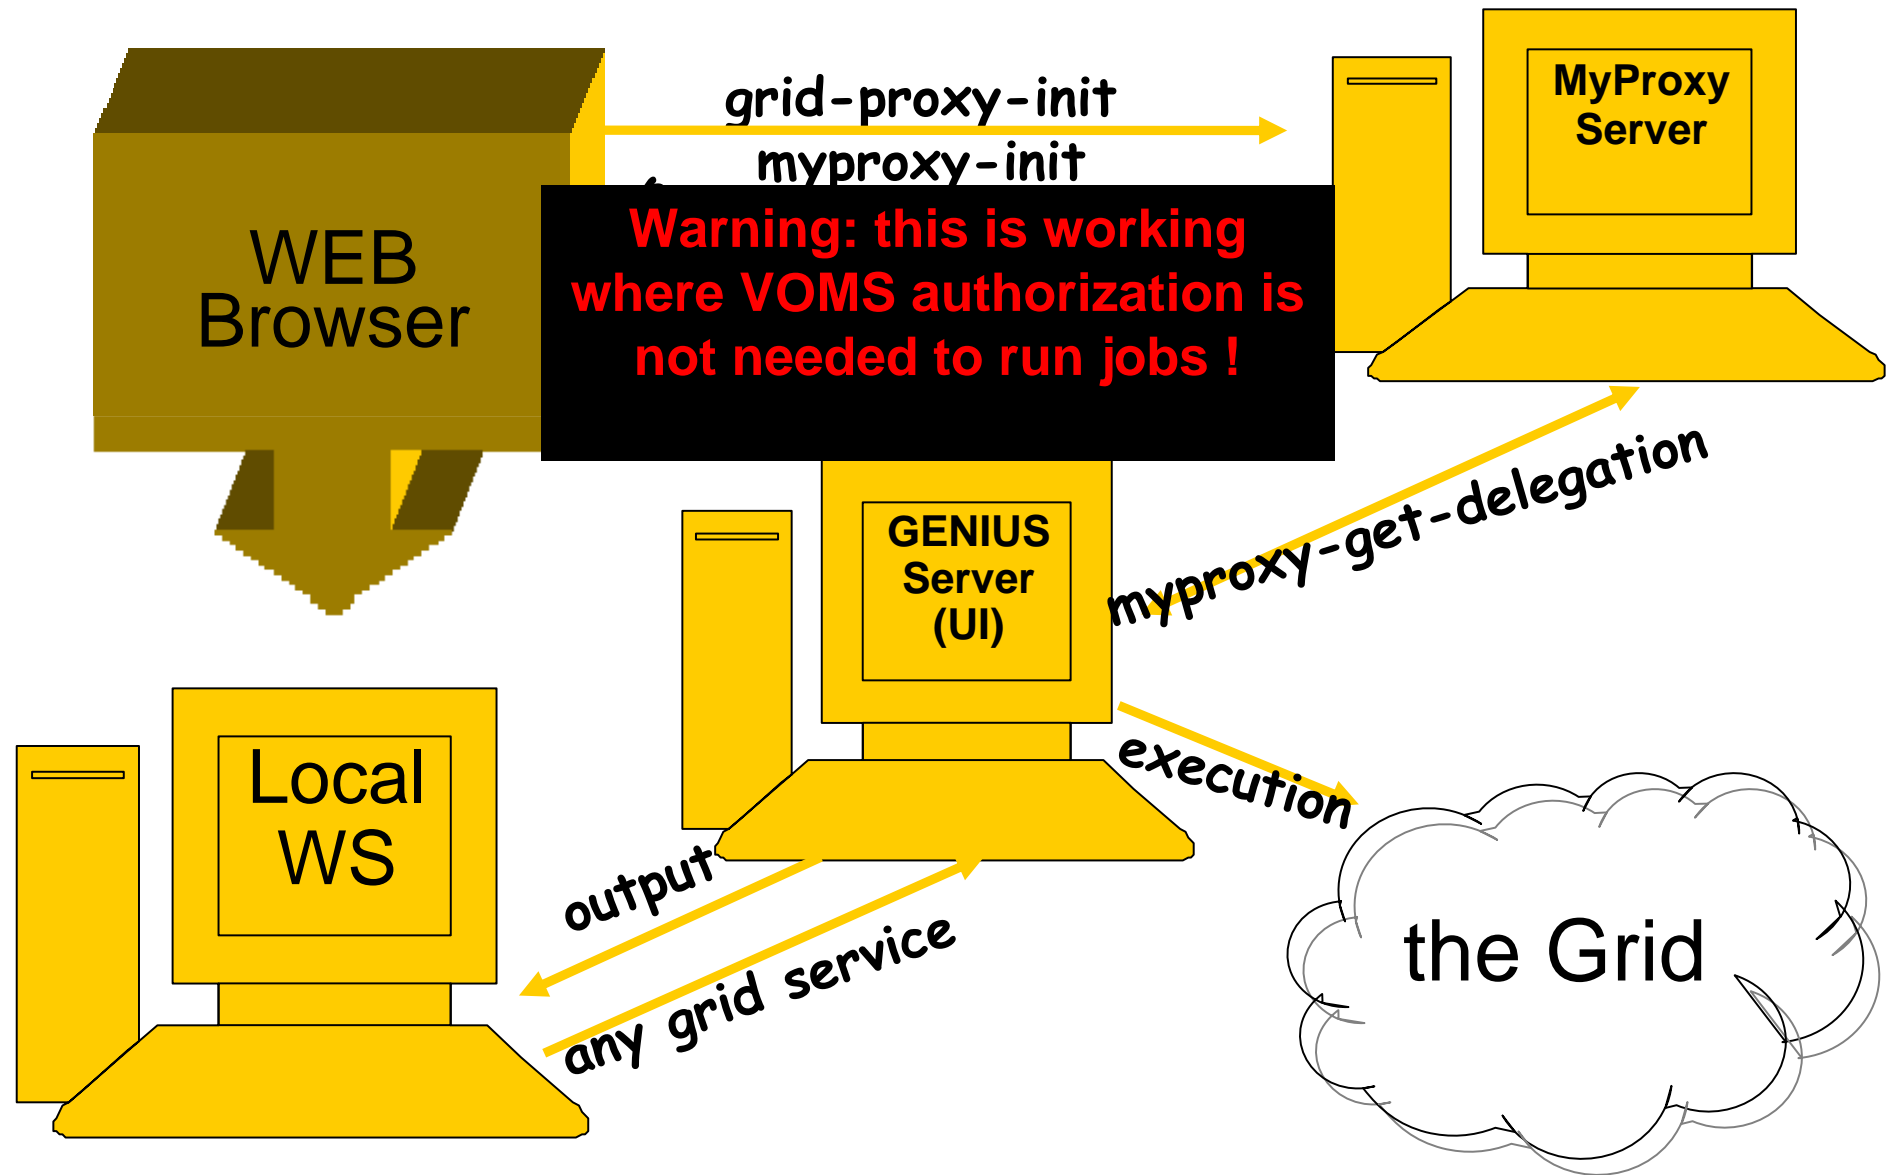 grid-proxy-init
myproxy-init
MyProxy
Server
WEB
Browser
Warning: this is working
where VOMS authorization is
not needed to run jobs !
myproxy-get-delegation
GENIUS
Server
(UI)
execution
Local
WS
output
any grid service
the Grid